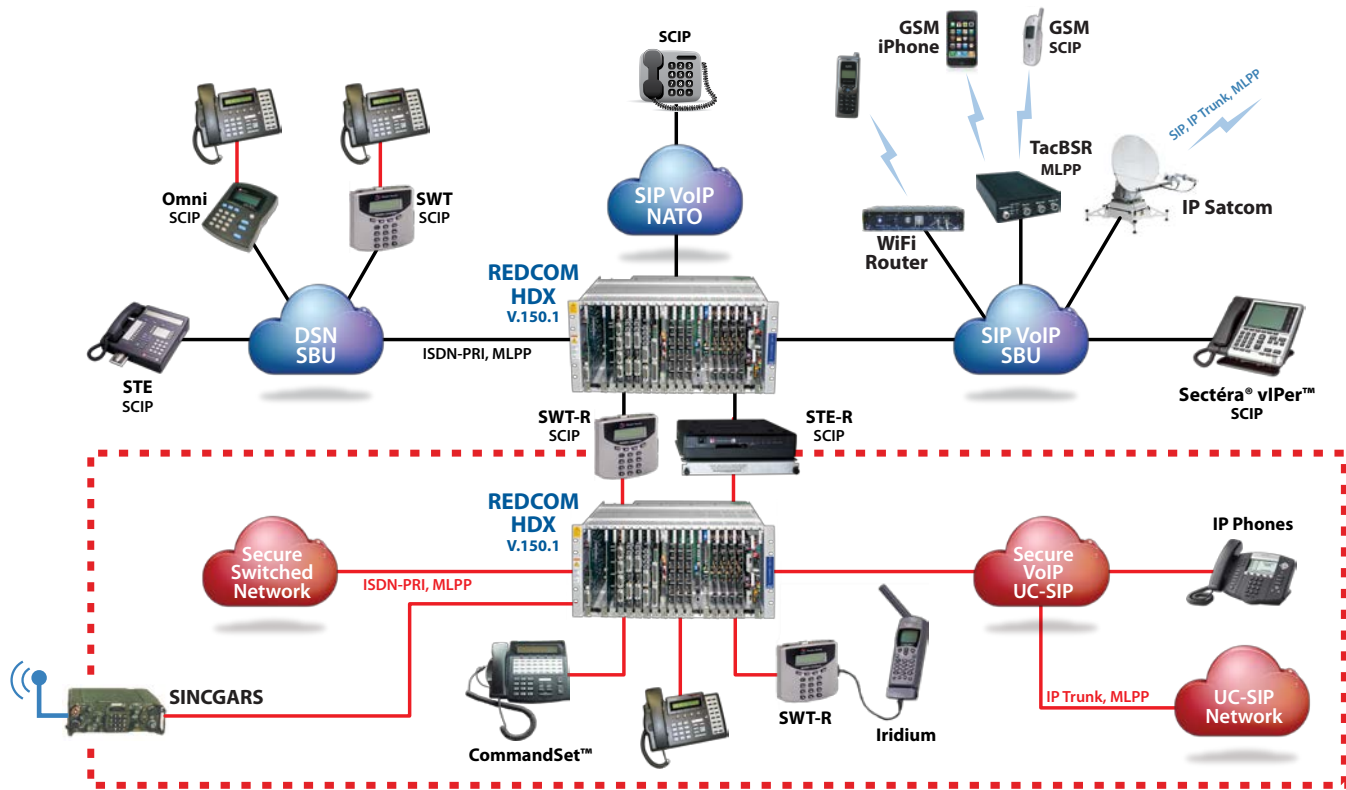 SCIP
GSM
iPhone
GSM
SCIP
SIP, IP Trunk, MLPP
Omni
SCIP
SWT
SCIP
SIP VoIP
NATO
TacBSR
MLPP
WiFi
Router
IP Satcom
REDCOM
HDX
V.150.1
STE
SCIP
DSN
SBU
ISDN-PRI, MLPP
SIP VoIP
SBU
Sectéra® vIPer™
SCIP
SWT-R
SCIP
STE-R
SCIP
REDCOM
HDX
V.150.1
Secure
Switched
Network
ISDN-PRI, MLPP
Secure
VoIP
UC-SIP
IP Phones
SINCGARS
CommandSet™
SWT-R
Iridium
IP Trunk, MLPP
UC-SIP
Network